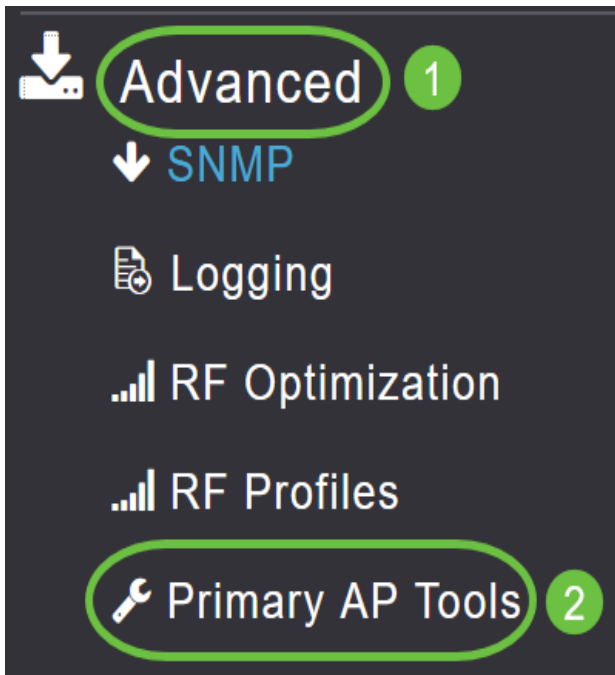 Advanced 1
SNMP
Logging
RF Optimization
RF Profiles
Primary AP Tools 2